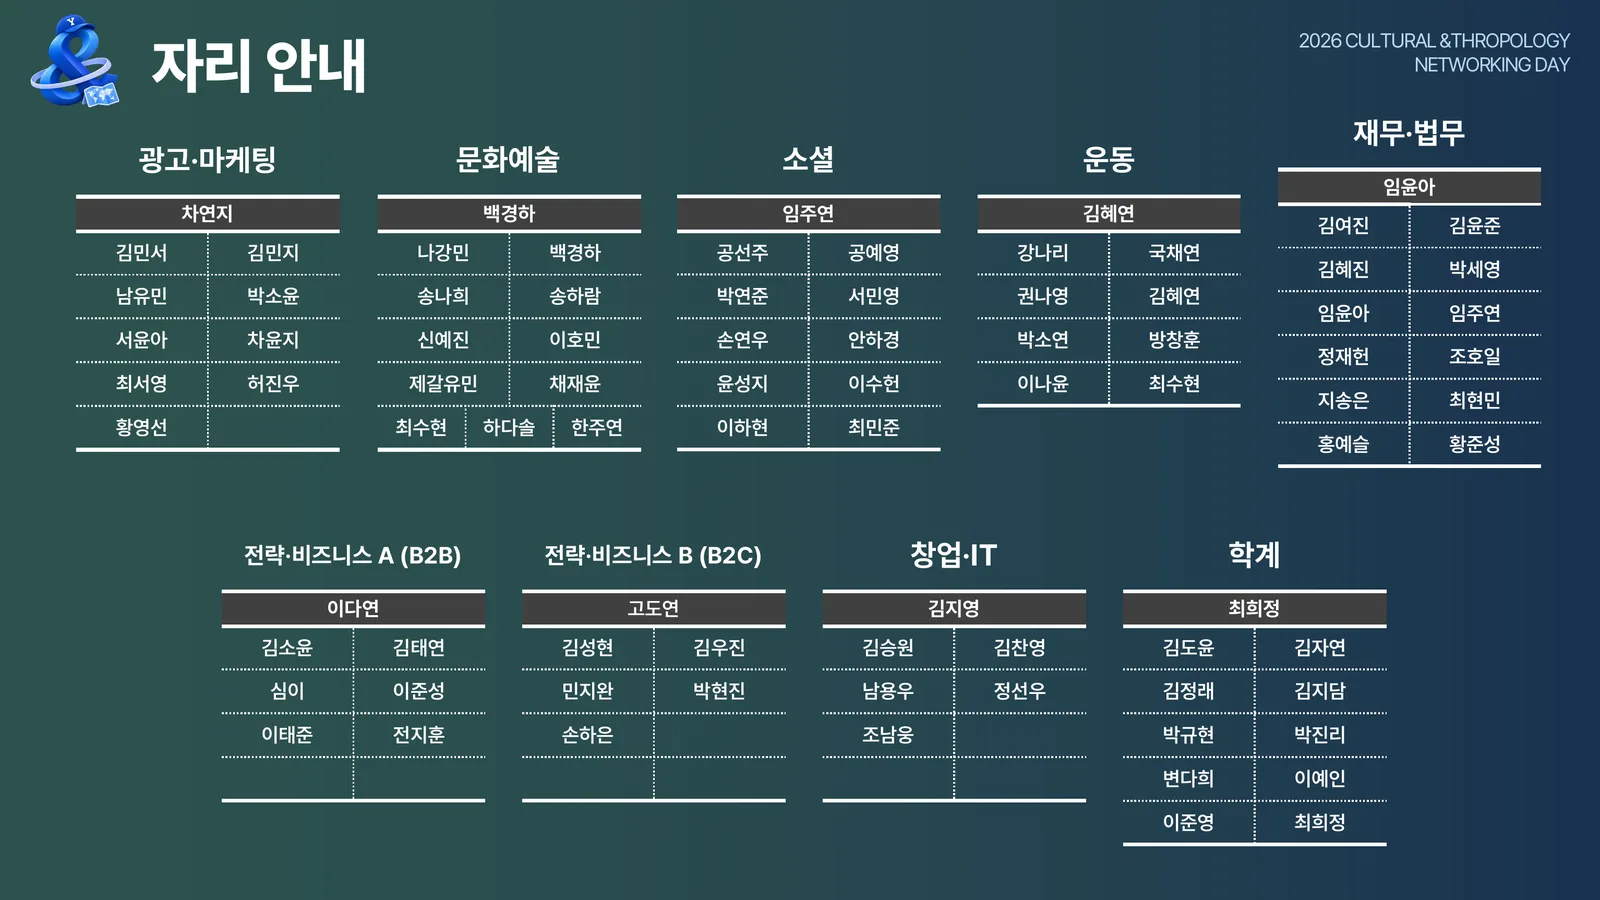 Y
자리 안내
2026 CULTURAL &THROPOLOGY
NETWORKING DAY
광고·마케팅
차연지
김민서 김민지
남유민 박소윤
서윤아 차윤지
최서영 허진우
황영선
문화예술
백경하
나강민 백경하
송나희 송하람
신예진 이호민
제갈유민 채재윤
최수현 하다솔 한주연
소셜
임주연
공선주 공예영
박연준 서민영
손연우 안하경
윤성지 이수헌
이하현 최민준
운동
김혜연
강나리 국채연
권나영 김혜연
박소연 방창훈
이나윤 최수현
재무·법무
임윤아
김여진 김윤준
김혜진 박세영
임윤아 임주연
정재헌 조호일
지송은 최현민
홍예슬 황준성
전략·비즈니스 A (B2B)
이다연
김소윤 김태연
심이 이준성
이태준 전지훈
전략·비즈니스 B (B2C)
고도연
김성현 김우진
민지완 박현진
손하은
창업·IT
김지영
김승원 김찬영
남용우 정선우
조남웅
학계
최희정
김도윤 김자연
김정래 김지담
박규현 박진리
변다희 이예인
이준영 최희정